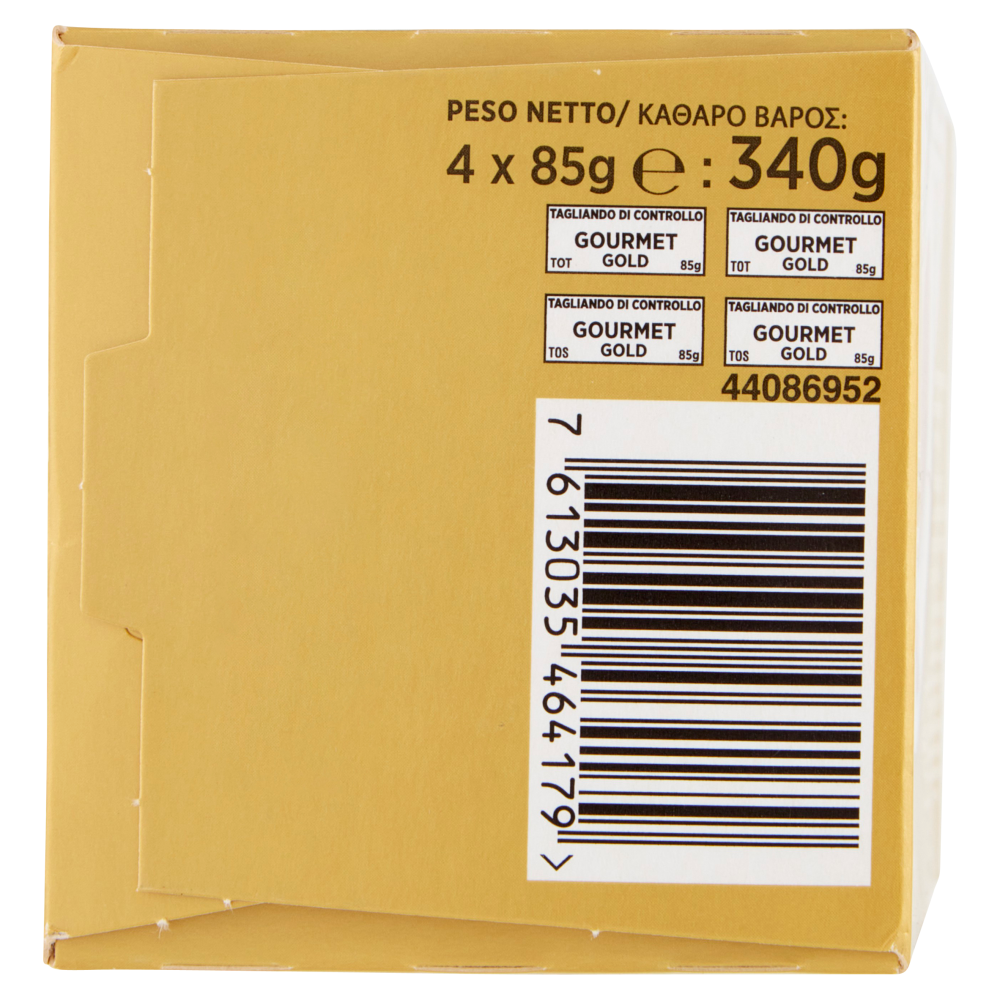 PESO NETTO/ ΚΑΘΑΡΟ ΒΑΡΟΣ:
4 x 85g ℮ : 340g
TAGLIANDO DI CONTROLLO
GOURMET
GOLD
TOT 85g
TAGLIANDO DI CONTROLLO
GOURMET
GOLD
TOT 85g
TAGLIANDO DI CONTROLLO
GOURMET
GOLD
TOS 85g
TAGLIANDO DI CONTROLLO
GOURMET
GOLD
TOS 85g
44086952
7 613035 464179 >